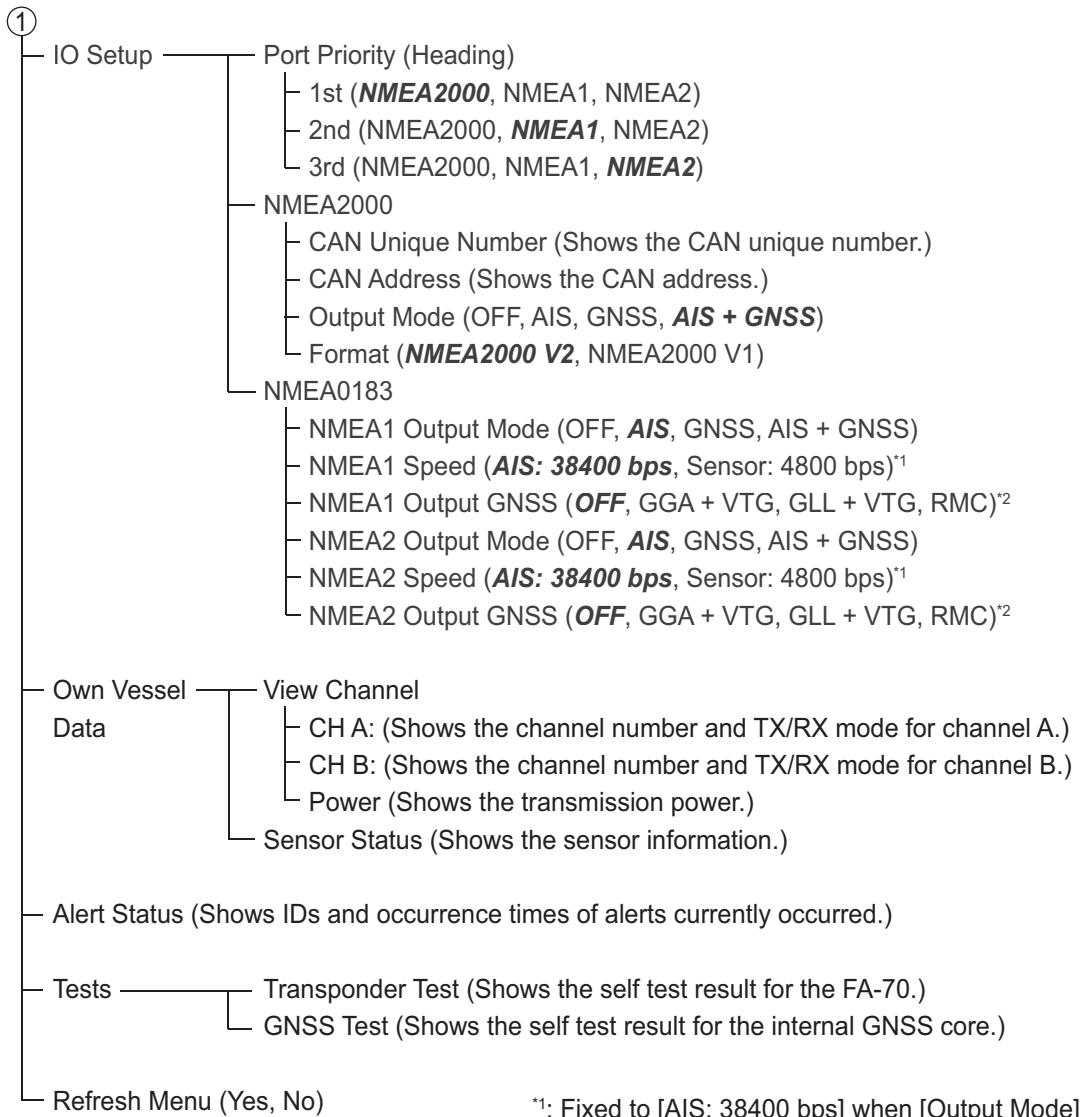 1
IO Setup
Port Priority (Heading)
1st (NMEA2000, NMEA1, NMEA2)
2nd (NMEA2000, NMEA1, NMEA2)
3rd (NMEA2000, NMEA1, NMEA2)
NMEA2000
CAN Unique Number (Shows the CAN unique number.)
CAN Address (Shows the CAN address.)
Output Mode (OFF, AIS, GNSS, AIS + GNSS)
Format (NMEA2000 V2, NMEA2000 V1)
NMEA0183
NMEA1 Output Mode (OFF, AIS, GNSS, AIS + GNSS)
NMEA1 Speed (AIS: 38400 bps, Sensor: 4800 bps)*1
NMEA1 Output GNSS (OFF, GGA + VTG, GLL + VTG, RMC)*2
NMEA2 Output Mode (OFF, AIS, GNSS, AIS + GNSS)
NMEA2 Speed (AIS: 38400 bps, Sensor: 4800 bps)*1
NMEA2 Output GNSS (OFF, GGA + VTG, GLL + VTG, RMC)*2
Own Vessel
Data
View Channel
CH A: (Shows the channel number and TX/RX mode for channel A.)
CH B: (Shows the channel number and TX/RX mode for channel B.)
Power (Shows the transmission power.)
Sensor Status (Shows the sensor information.)
Alert Status (Shows IDs and occurrence times of alerts currently occurred.)
Tests
Transponder Test (Shows the self test result for the FA-70.)
GNSS Test (Shows the self test result for the internal GNSS core.)
Refresh Menu (Yes, No)
*1: Fixed to [AIS: 38400 bps] when [Output Mode]